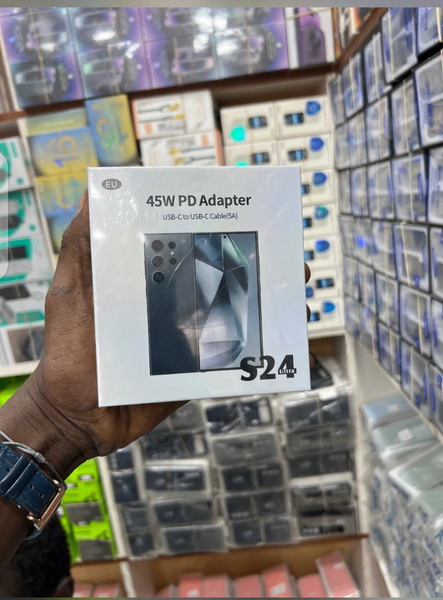 EU
45W PD Adapter
USB-C to USB-C Cable(5A)
S24
Ultra